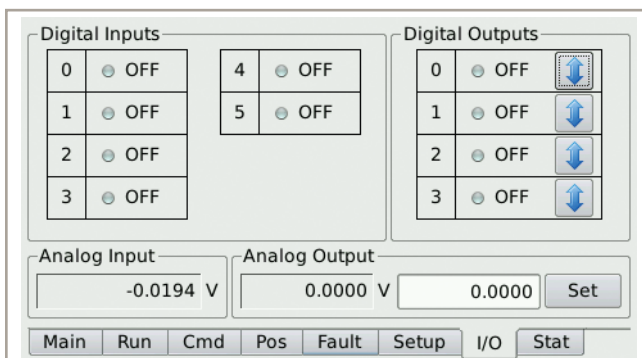 Digital Inputs
Digital Outputs
0 OFF 4 OFF 0 OFF
1 OFF 5 OFF 1 OFF
2 OFF 2 OFF
3 OFF 3 OFF
Analog Input
Analog Output
-0.0194 V 0.0000 V 0.0000 Set
Main Run Cmd Pos Fault Setup I/O Stat